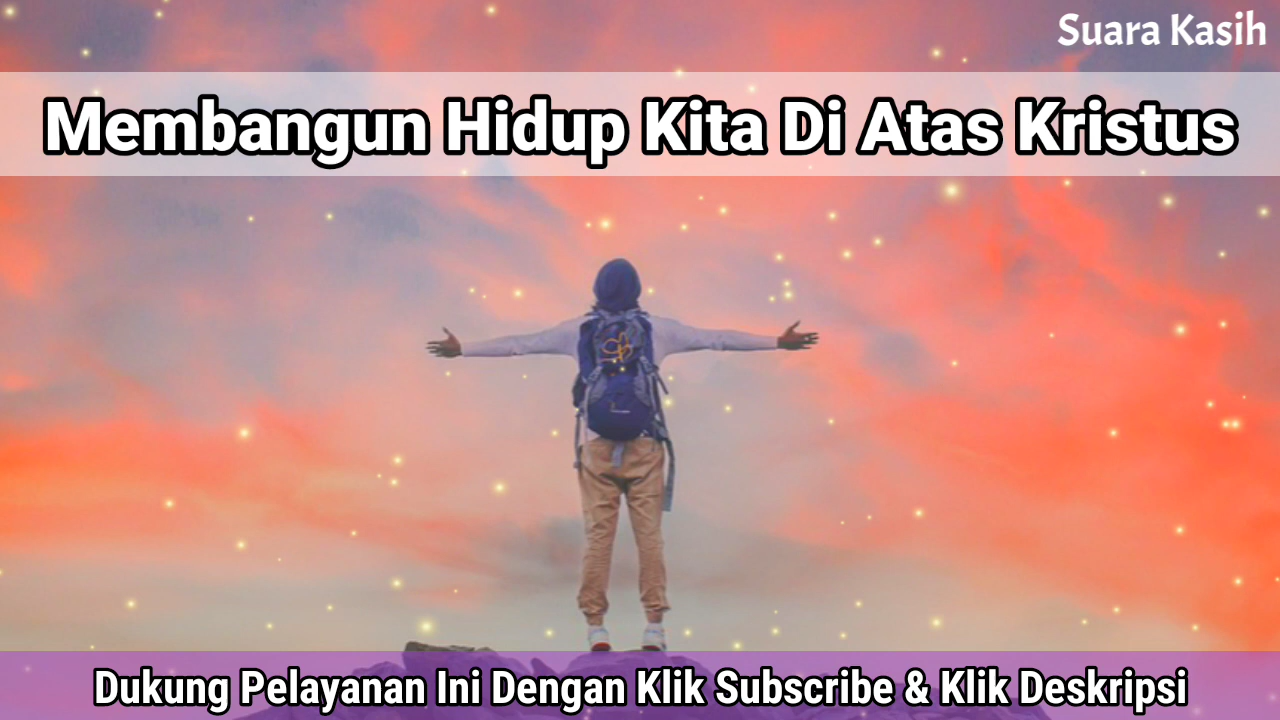 Suara Kasih
Membangun Hidup Kita Di Atas Kristus
Dukung Pelayanan Ini Dengan Klik Subscribe & Klik Deskripsi